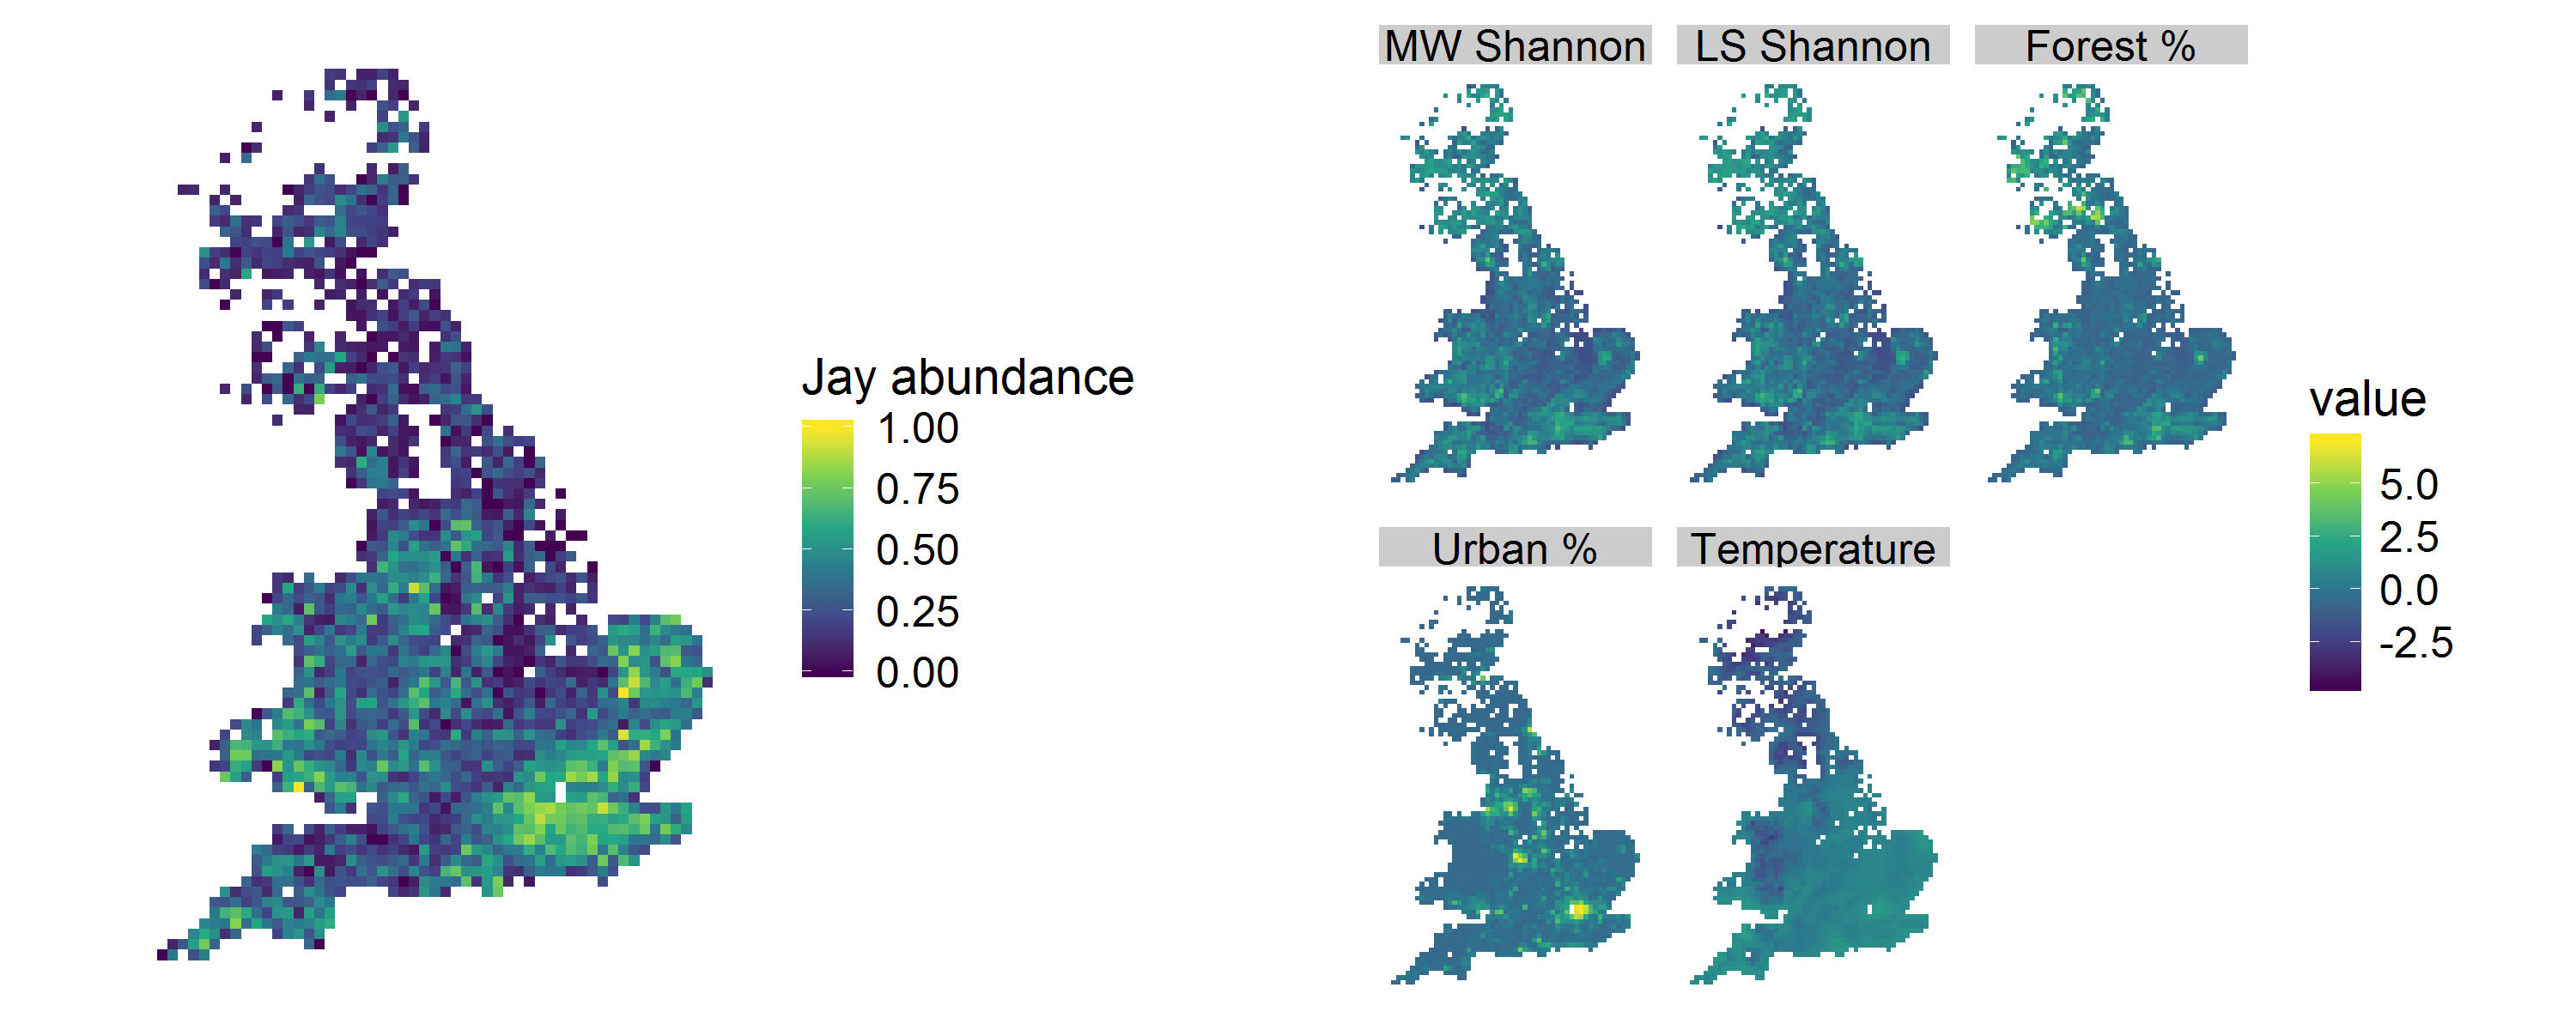 Jay abundance
1.00
0.75
0.50
0.25
0.00
MW Shannon
LS Shannon
Forest %
Urban %
Temperature
value
5.0
2.5
0.0
-2.5